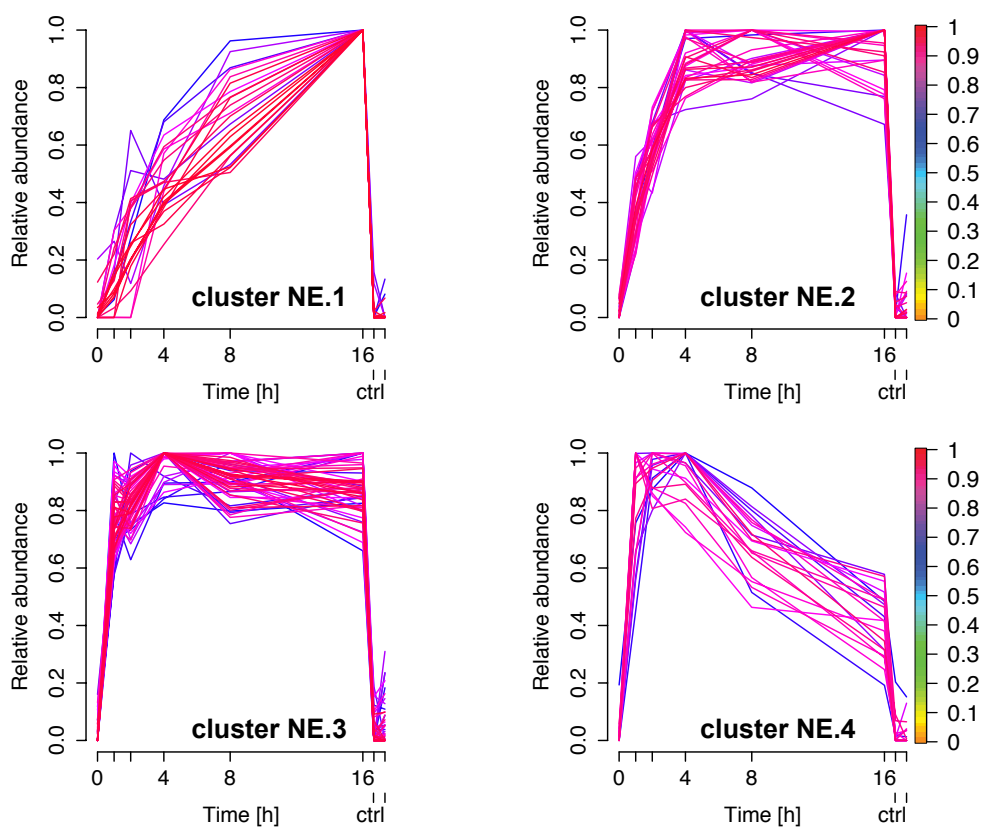 Relative abundance
0.0 0.2 0.4 0.6 0.8 1.0
cluster NE.1
0 4 8 16
Time [h] ctrl
Relative abundance
0.0 0.2 0.4 0.6 0.8 1.0
cluster NE.2
0 4 8 16
Time [h] ctrl
1
0.9
0.8
0.7
0.6
0.5
0.4
0.3
0.2
0.1
0
Relative abundance
0.0 0.2 0.4 0.6 0.8 1.0
cluster NE.3
0 4 8 16
Time [h] ctrl
Relative abundance
0.0 0.2 0.4 0.6 0.8 1.0
cluster NE.4
0 4 8 16
Time [h] ctrl
1
0.9
0.8
0.7
0.6
0.5
0.4
0.3
0.2
0.1
0